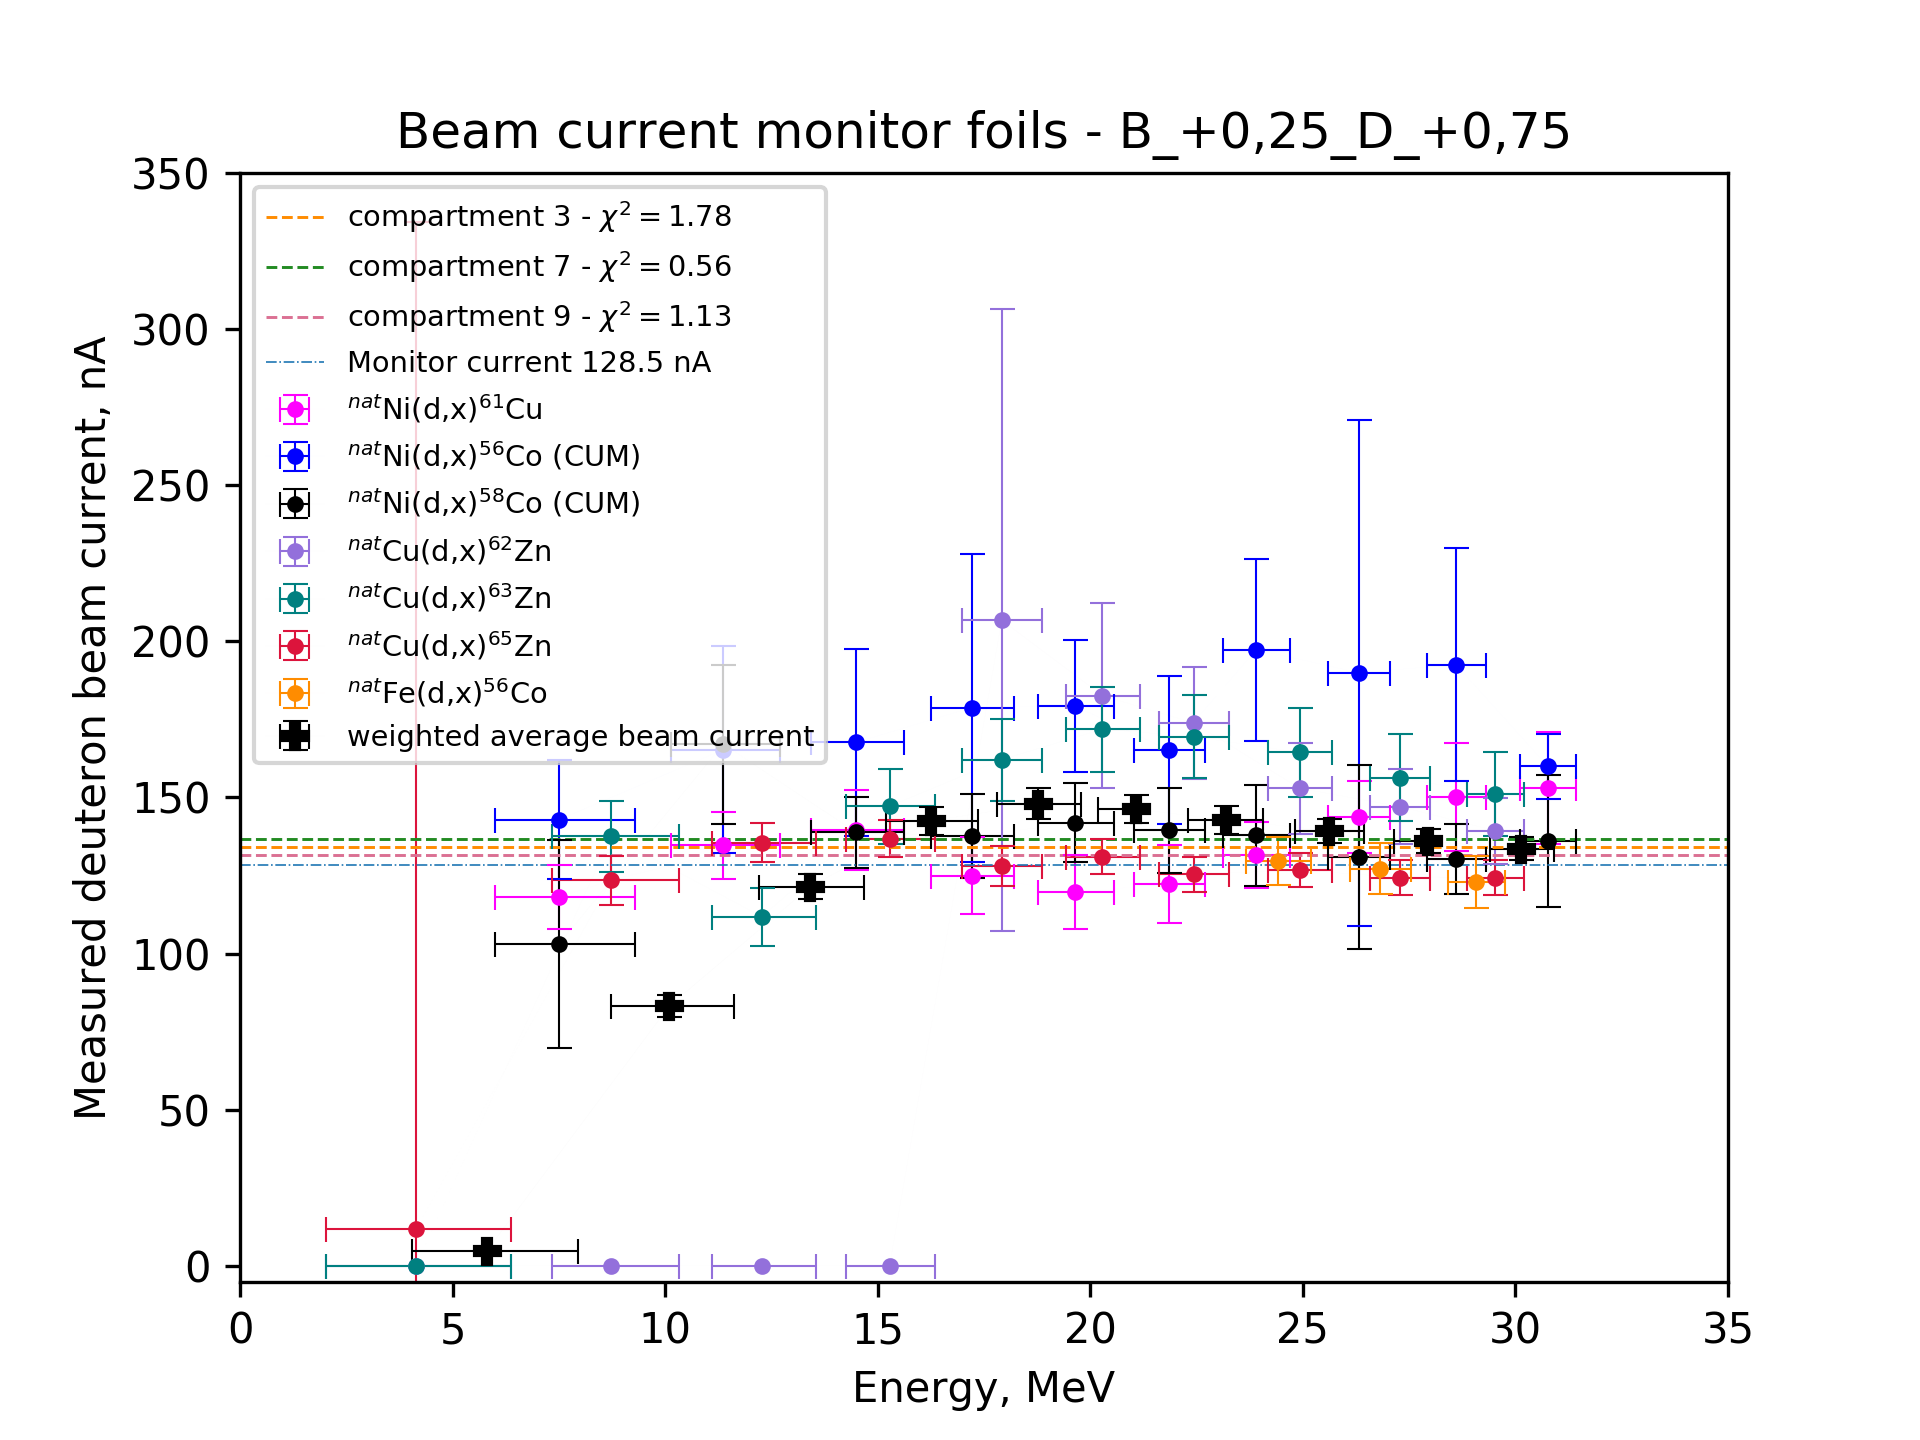 Beam current monitor foils - B_+0,25_D_+0,75
Measured deuteron beam current, nA
350
300
250
200
150
100
50
0
compartment 3 - χ² = 1.78
compartment 7 - χ² = 0.56
compartment 9 - χ² = 1.13
Monitor current 128.5 nA
ⁿᵃᵗNi(d,x)⁶¹Cu
ⁿᵃᵗNi(d,x)⁵⁶Co (CUM)
ⁿᵃᵗNi(d,x)⁵⁸Co (CUM)
ⁿᵃᵗCu(d,x)⁶²Zn
ⁿᵃᵗCu(d,x)⁶³Zn
ⁿᵃᵗCu(d,x)⁶⁵Zn
ⁿᵃᵗFe(d,x)⁵⁶Co
weighted average beam current
0 5 10 15 20 25 30 35
Energy, MeV